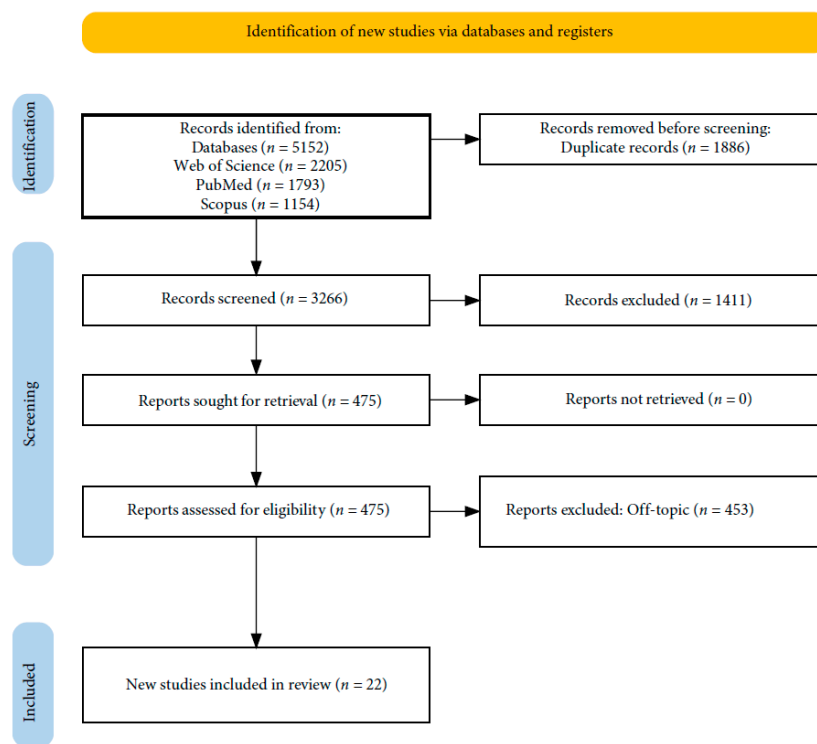 Identification of new studies via databases and registers
Identification
Records identified from:
Databases (n = 5152)
Web of Science (n = 2205)
PubMed (n = 1793)
Scopus (n = 1154)
Records removed before screening:
Duplicate records (n = 1886)
Screening
Records screened (n = 3266)
Records excluded (n = 1411)
Reports sought for retrieval (n = 475)
Reports not retrieved (n = 0)
Reports assessed for eligibility (n = 475)
Reports excluded: Off-topic (n = 453)
Included
New studies included in review (n = 22)